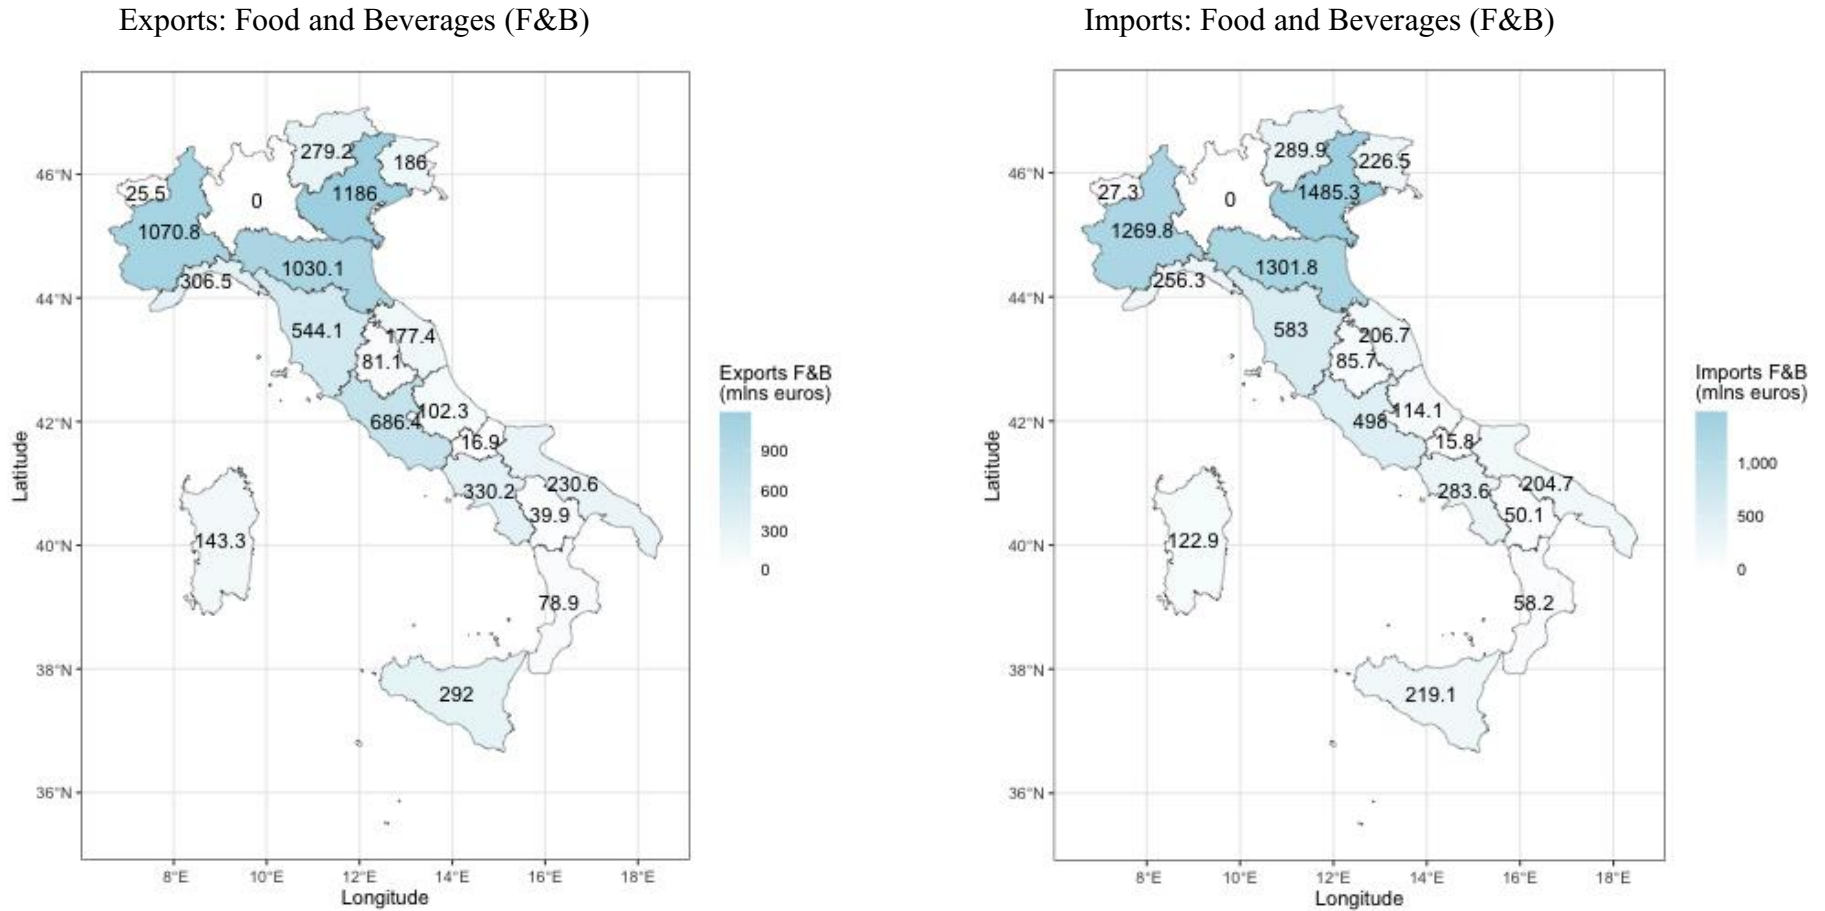 Exports: Food and Beverages (F&B)
279.2
186
46°N
25.5
0
1186
1070.8
1030.1
306.5
44°N
544.1
177.4
81.1
102.3
42°N
686.4
16.9
330.2
230.6
39.9
143.3
40°N
78.9
38°N
292
36°N
Latitude
8°E 10°E 12°E 14°E 16°E 18°E
Longitude
Exports F&B
(mlns euros)
900
600
300
0
Imports: Food and Beverages (F&B)
289.9
226.5
46°N
27.3
0
1485.3
1269.8
1301.8
256.3
44°N
583
206.7
85.7
114.1
42°N
498
15.8
283.6
204.7
50.1
122.9
40°N
58.2
38°N
219.1
36°N
Latitude
8°E 10°E 12°E 14°E 16°E 18°E
Longitude
Imports F&B
(mlns euros)
1,000
500
0